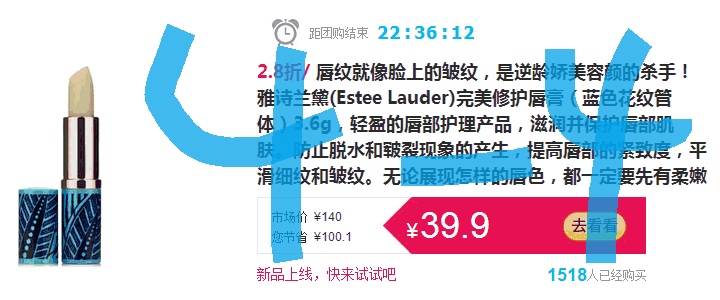 距团购结束 22:36:12
2.8折/ 唇纹就像脸上的皱纹，是逆龄娇美容颜的杀手！
雅诗兰黛(Estee Lauder)完美修护唇膏（蓝色花纹管
体）3.6g，轻盈的唇部护理产品，滋润并保护唇部肌
肤，防止脱水和皲裂现象的产生，提高唇部的紧致度，平
滑细纹和皱纹。无论展现怎样的唇色，都一定要先有柔嫩
市场价 ¥140
您节省 ¥100.1
¥39.9
去看看
新品上线，快来试试吧
1518人已经购买
4-4